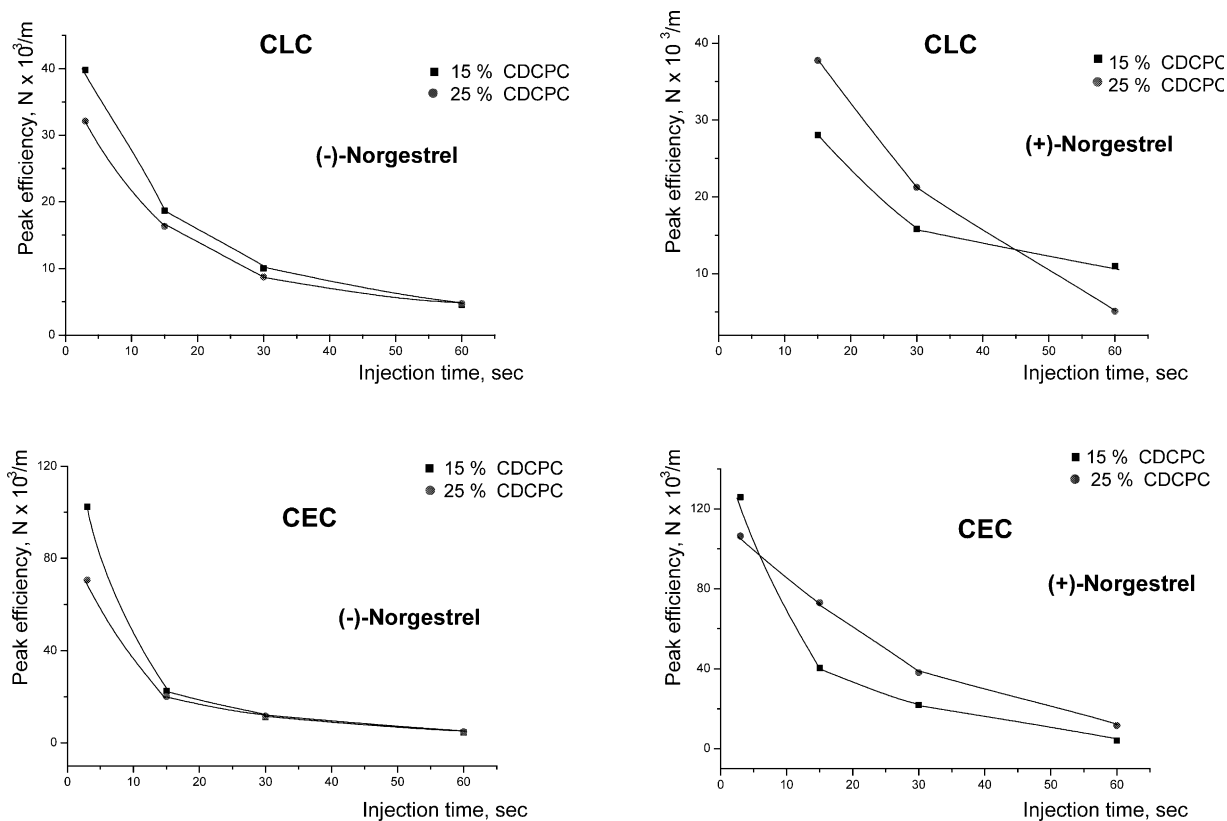 CLC
Peak efficiency, N x 10³/m
40
30
20
10
0
15 % CDCPC
25 % CDCPC
(-)-Norgestrel
0 10 20 30 40 50 60
Injection time, sec
CLC
Peak efficiency, N x 10 ³/m
40
30
20
10
15 % CDCPC
25 % CDCPC
(+)-Norgestrel
0 10 20 30 40 50 60
Injection time, sec
CEC
Peak efficiency, N x 10³/m
120
80
40
0
15 % CDCPC
25 % CDCPC
(-)-Norgestrel
0 10 20 30 40 50 60
Injection time, sec
CEC
Peak efficiency, N x 10³/m
120
80
40
0
15 % CDCPC
25 % CDCPC
(+)-Norgestrel
0 10 20 30 40 50 60
Injection time, sec